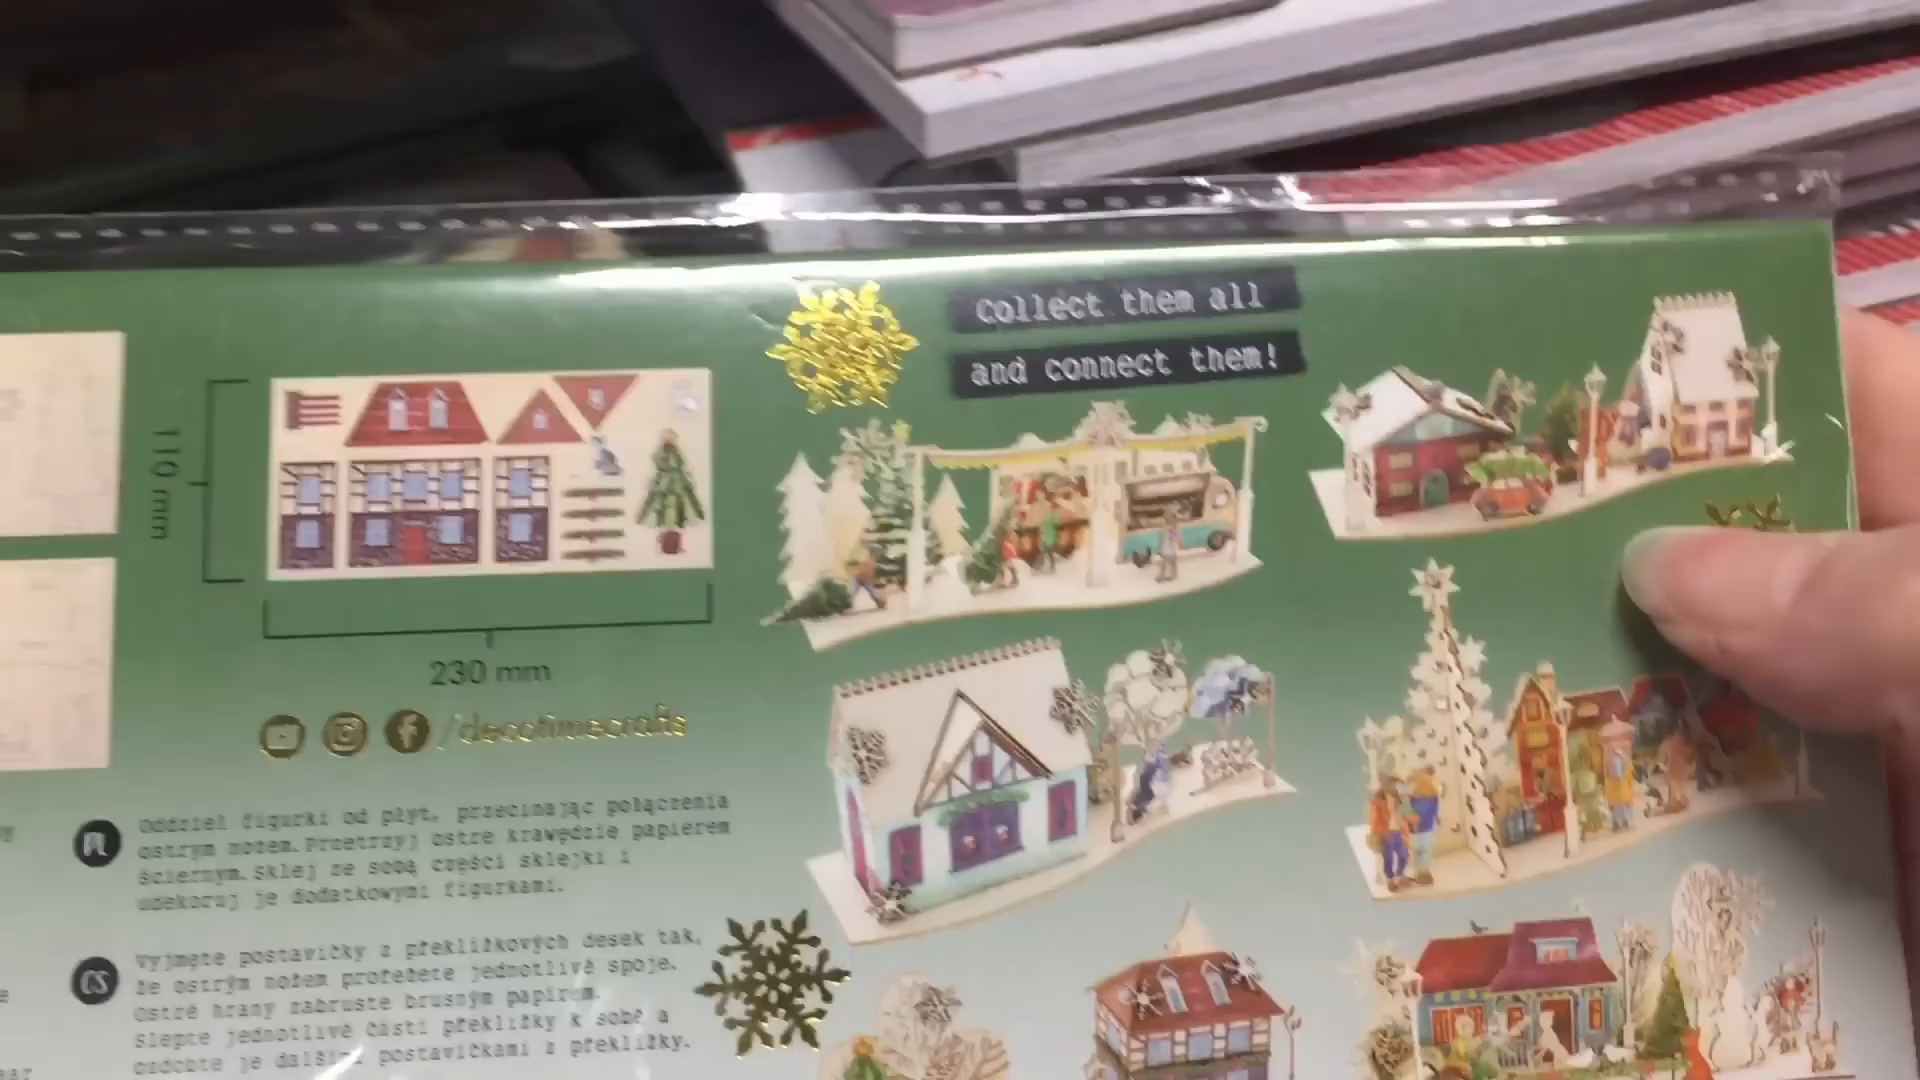 Collect them all
and connect them!
110 mm
230 mm
/decotimecrafts
PL
Oddziel figurki od płyt, przecinając połączenia
ostrym nożem. Przetrzyj ostre krawędzie papierem
ściernym. Sklej ze sobą części sklejki i
udekoruj je dodatkowymi figurkami.
CS
Vyjměte postavičky z překližkových desek tak,
že ostrým nožem prořežete jednotlivé spoje.
Ostré hrany zabruste brusným papírem.
Slepte jednotlivé části překližky k sobě a
ozdobte je dalšími postavičkami z překližky.